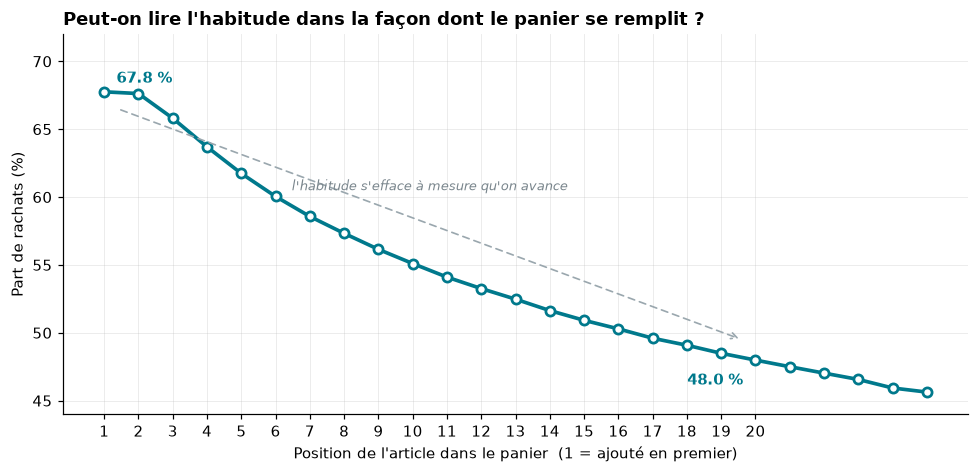 Peut-on lire l'habitude dans la façon dont le panier se remplit ?
Part de rachats (%)
70
65
60
55
50
45
67.8 %
l'habitude s'efface à mesure qu'on avance
48.0 %
1 2 3 4 5 6 7 8 9 10 11 12 13 14 15 16 17 18 19 20
Position de l'article dans le panier  (1 = ajouté en premier)